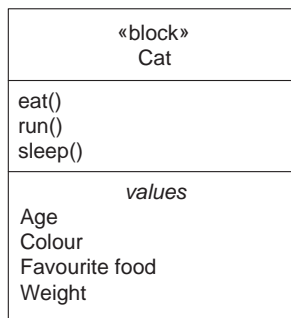 «block»
Cat
eat()
run()
sleep()
values
Age
Colour
Favourite food
Weight